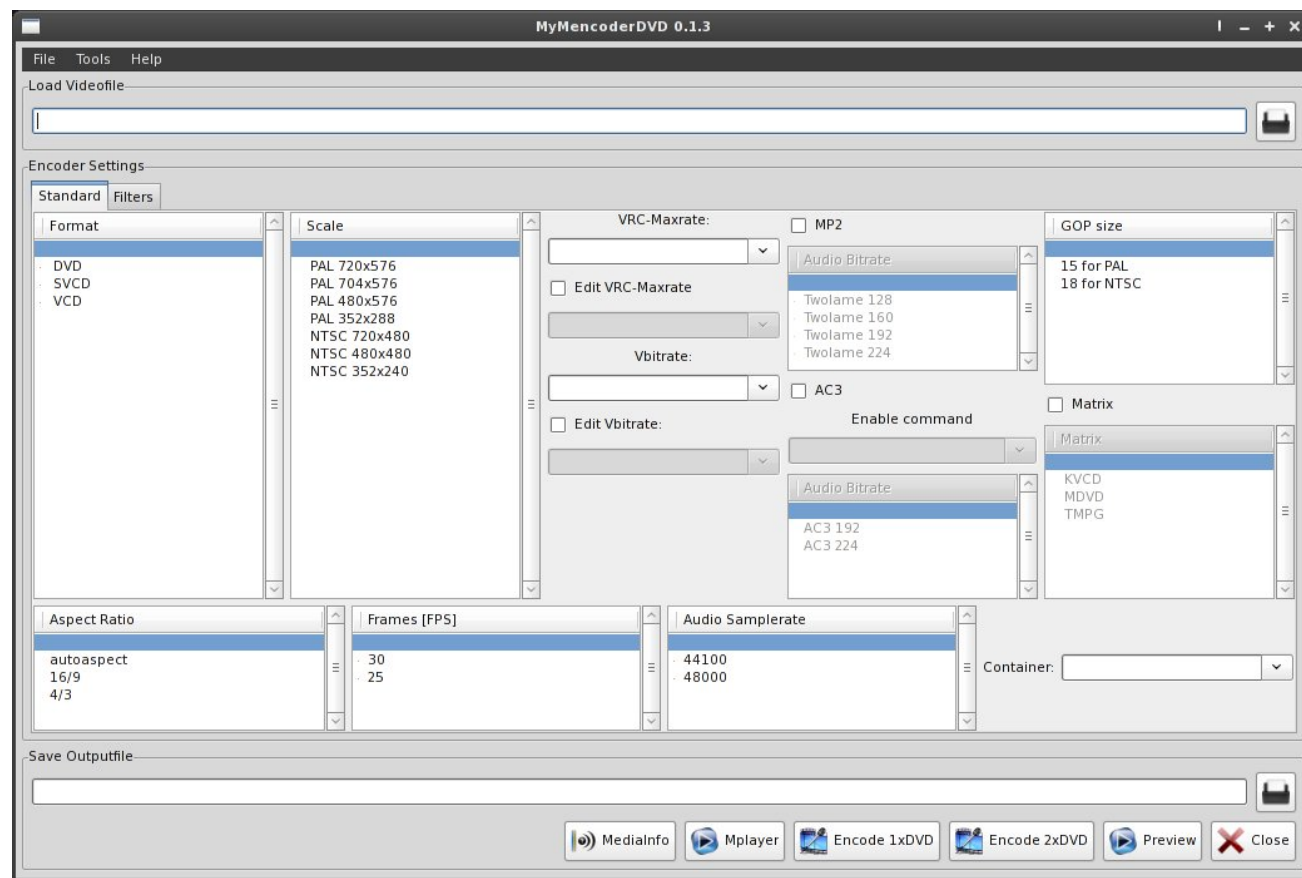 MyMencoderDVD 0.1.3
File Tools Help
Load Videofile
Encoder Settings
Standard Filters
Format
DVD
SVCD
VCD
Scale
PAL 720x576
PAL 704x576
PAL 480x576
PAL 352x288
NTSC 720x480
NTSC 480x480
NTSC 352x240
VRC-Maxrate:
Edit VRC-Maxrate
Vbitrate:
Edit Vbitrate:
MP2
Audio Bitrate
Twolame 128
Twolame 160
Twolame 192
Twolame 224
AC3
Enable command
Audio Bitrate
AC3 192
AC3 224
GOP size
15 for PAL
18 for NTSC
Matrix
Matrix
KVCD
MDVD
TMPG
Aspect Ratio
autoaspect
16/9
4/3
Frames [FPS]
30
25
Audio Samplerate
44100
48000
Container:
Save Outputfile
MediaInfo
Mplayer
Encode 1xDVD
Encode 2xDVD
Preview
Close